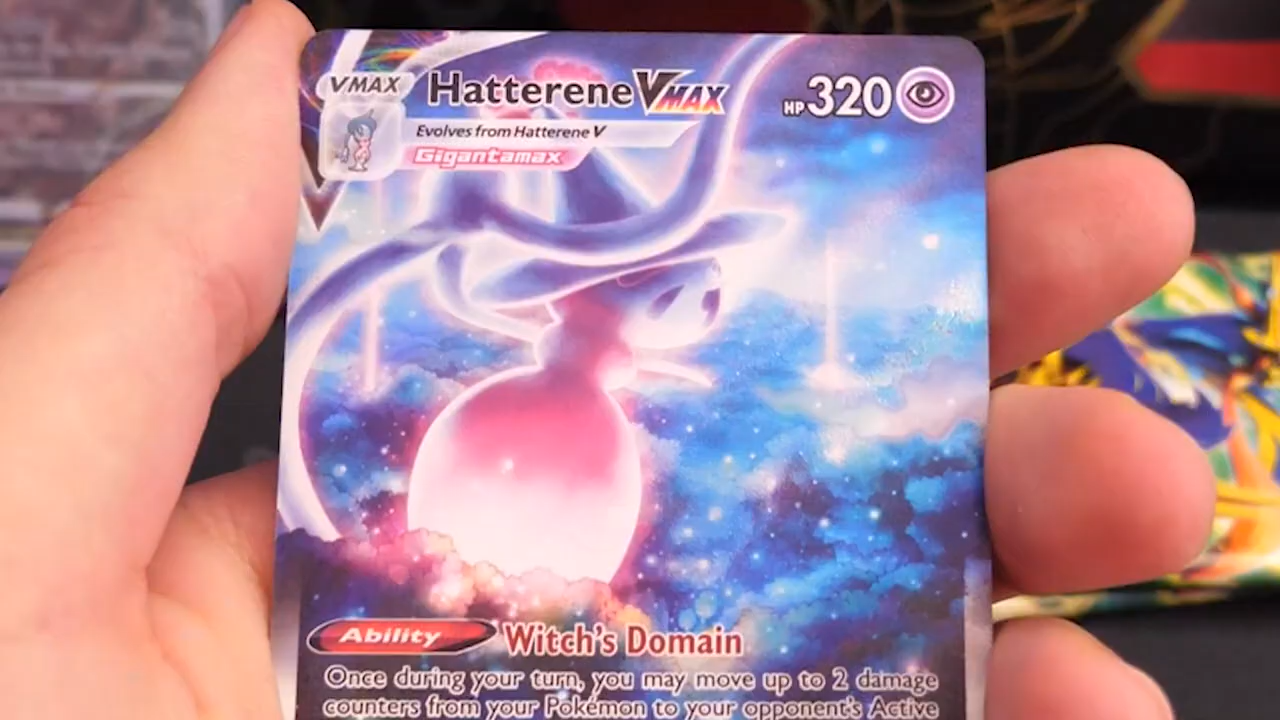 VMAX Hatterene VMAX HP 320
Evolves from Hatterene V
Gigantamax
Ability Witch's Domain
Once during your turn, you may move up to 2 damage
counters from your Pokémon to your opponent's Active